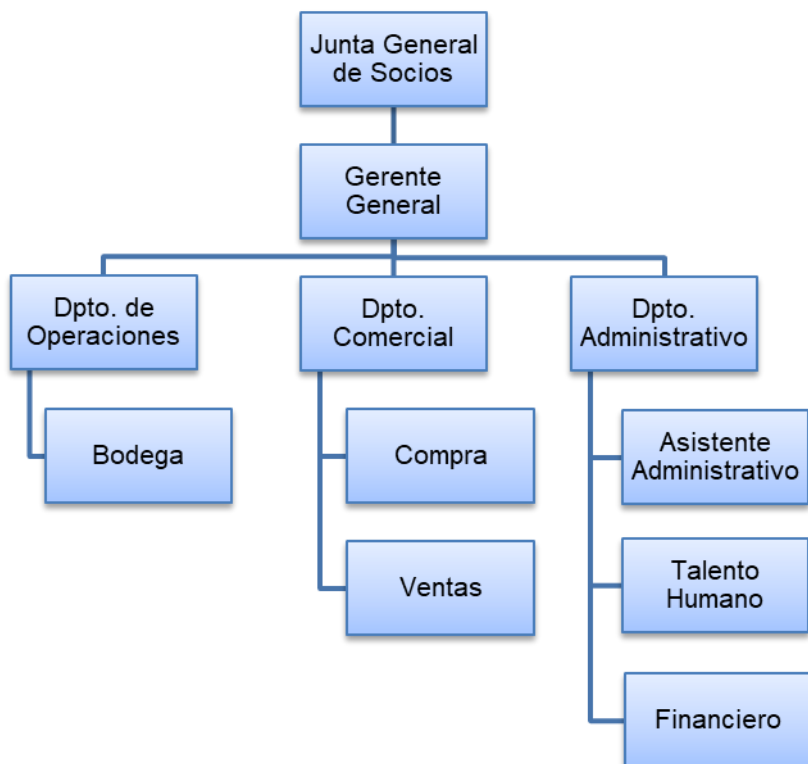 Junta General
de Socios
Gerente
General
Dpto. de
Operaciones
Dpto.
Comercial
Dpto.
Administrativo
Bodega
Compra
Asistente
Administrativo
Ventas
Talento
Humano
Financiero